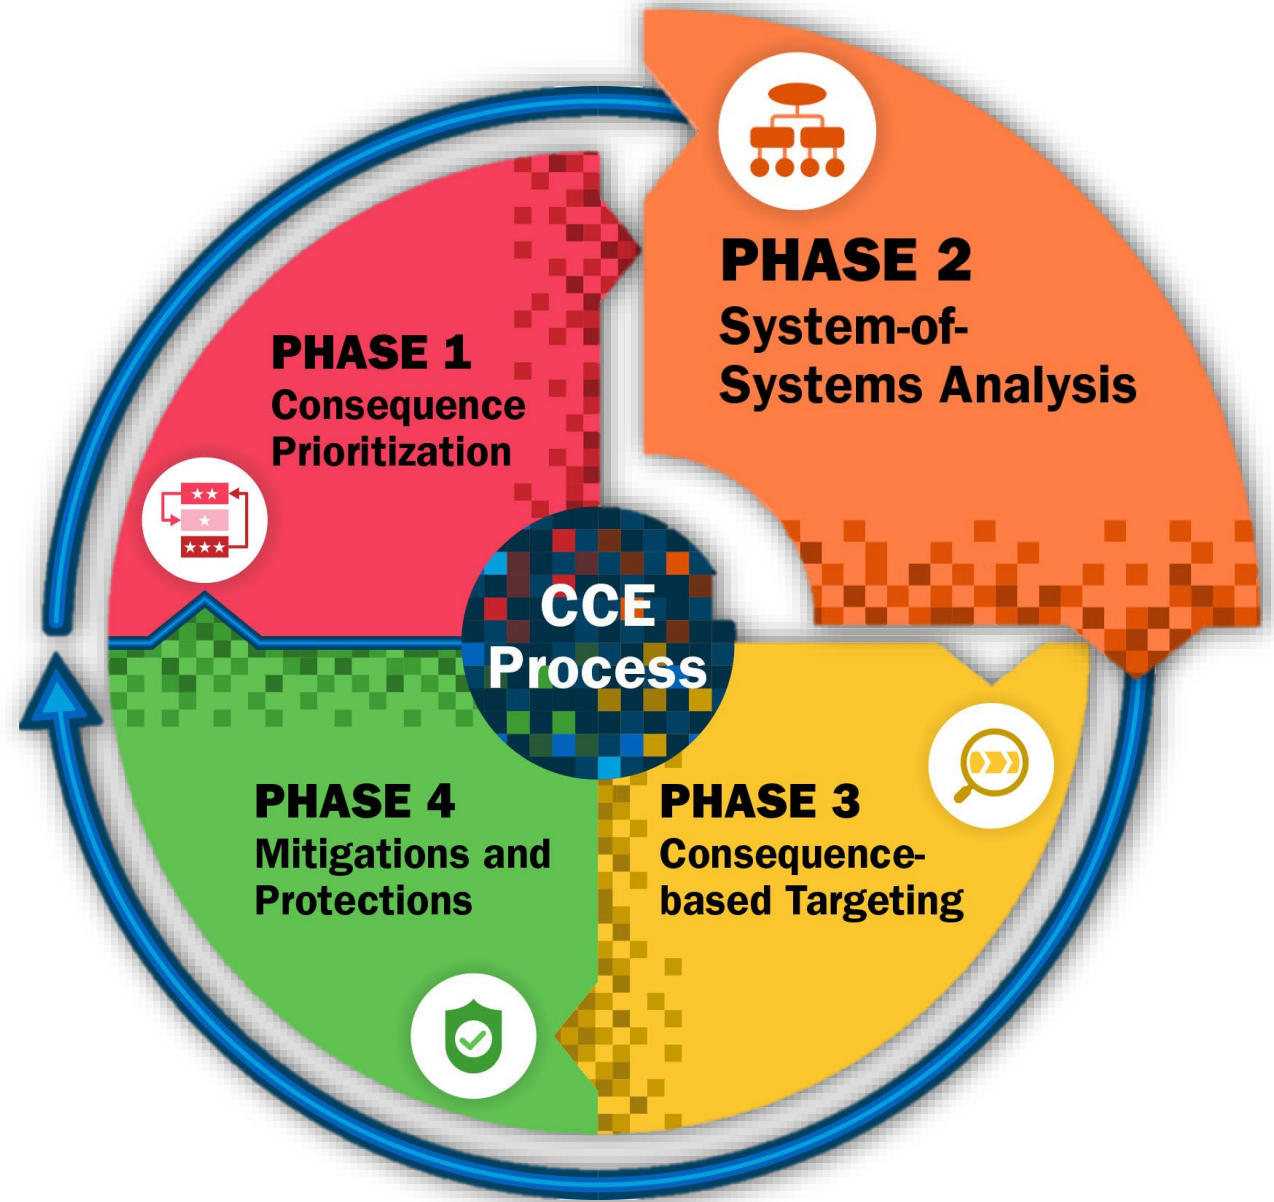 PHASE 1
Consequence
Prioritization
PHASE 2
System-of-
Systems Analysis
CCE
Process
PHASE 3
Consequence-
based Targeting
PHASE 4
Mitigations and
Protections